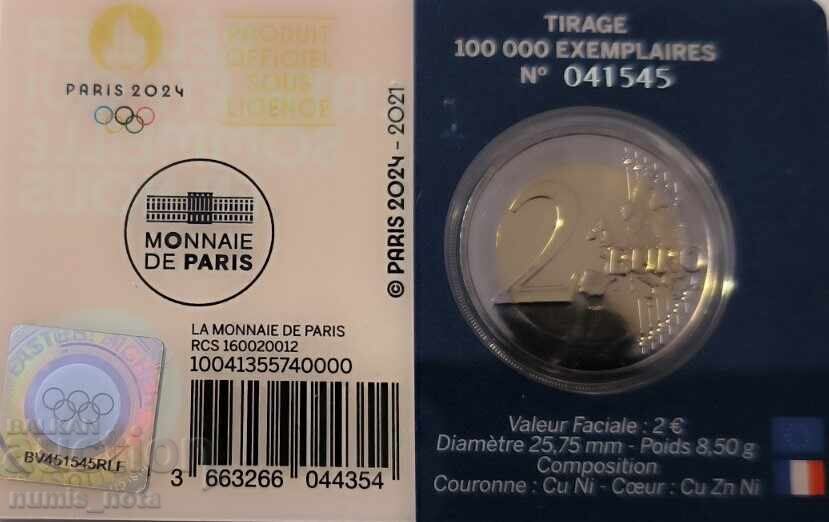 PARIS 2024
PRODUIT
OFFICIEL
SOUS
LICENCE
MONNAIE
DE PARIS
© PARIS 2024 - 2021
LA MONNAIE DE PARIS
RCS 160020012
10041355740000
BV451545RLF
3 663266 044354
numis_nota
TIRAGE
100 000 EXEMPLAIRES
N° 041545
2 EURO
Valeur Faciale : 2 €
Diamètre 25,75 mm - Poids 8,50 g
Composition
Couronne : Cu Ni - Cœur : Cu Zn Ni